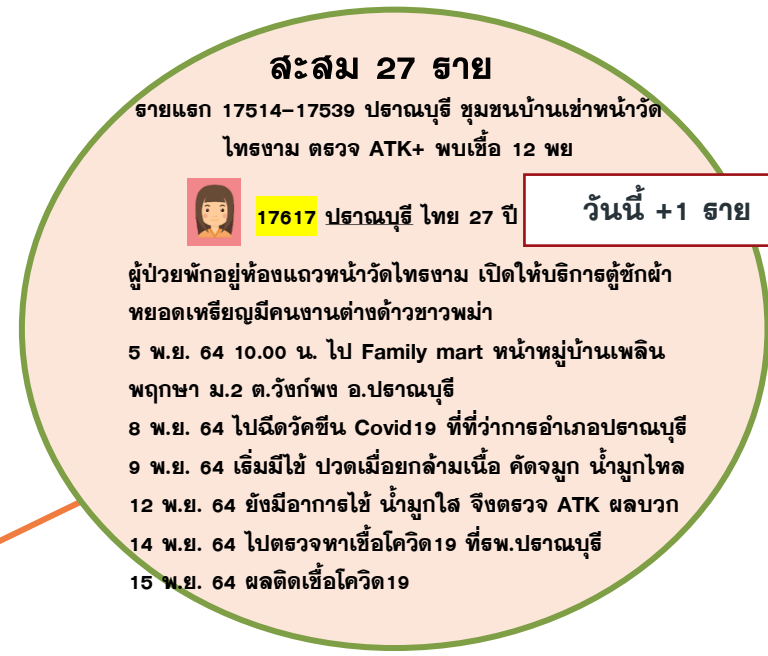 สะสม 27 ราย
รายแรก 17514–17539 ปราณบุรี ชุมชนบ้านเช่าหน้าวัด
ไทรงาม ตรวจ ATK+ พบเชื้อ 12 พย
17617 ปราณบุรี ไทย 27 ปี
วันนี้ +1 ราย
ผู้ป่วยพักอยู่ห้องแถวหน้าวัดไทรงาม เปิดให้บริการตู้ซักผ้า
หยอดเหรียญมีคนงานต่างด้าวชาวพม่า
5 พ.ย. 64 10.00 น. ไป Family mart หน้าหมู่บ้านเพลิน
พฤกษา ม.2 ต.วังก์พง อ.ปราณบุรี
8 พ.ย. 64 ไปฉีดวัคซีน Covid19 ที่ที่ว่าการอำเภอปราณบุรี
9 พ.ย. 64 เริ่มมีไข้ ปวดเมื่อยกล้ามเนื้อ คัดจมูก น้ำมูกไหล
12 พ.ย. 64 ยังมีอาการไข้ น้ำมูกใส จึงตรวจ ATK ผลบวก
14 พ.ย. 64 ไปตรวจหาเชื้อโควิด19 ที่รพ.ปราณบุรี
15 พ.ย. 64 ผลติดเชื้อโควิด19